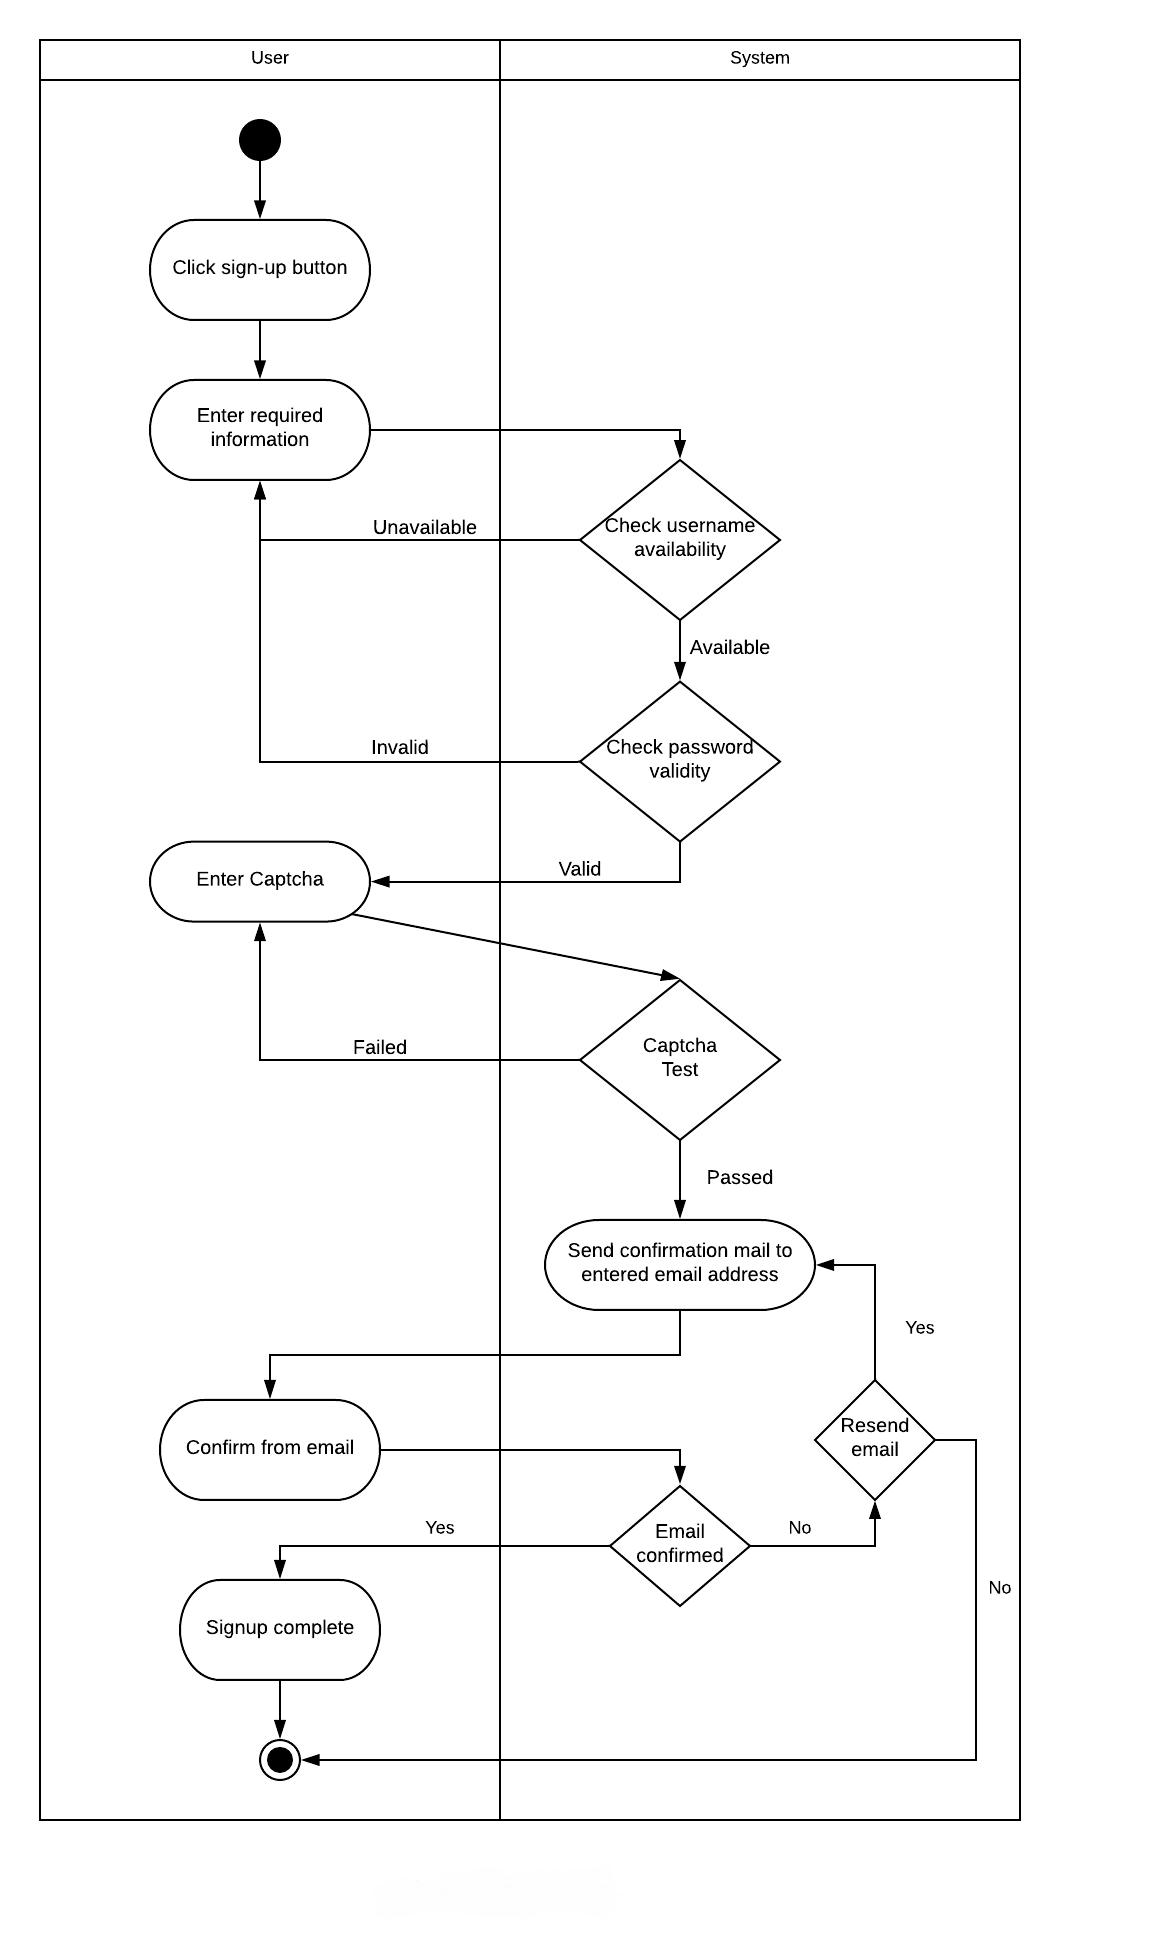 User
System
Click sign-up button
Enter required
information
Check username
availability
Unavailable
Available
Check password
validity
Invalid
Valid
Enter Captcha
Captcha
Test
Failed
Passed
Send confirmation mail to
entered email address
Yes
Resend
email
Confirm from email
Email
confirmed
Yes
No
No
Signup complete